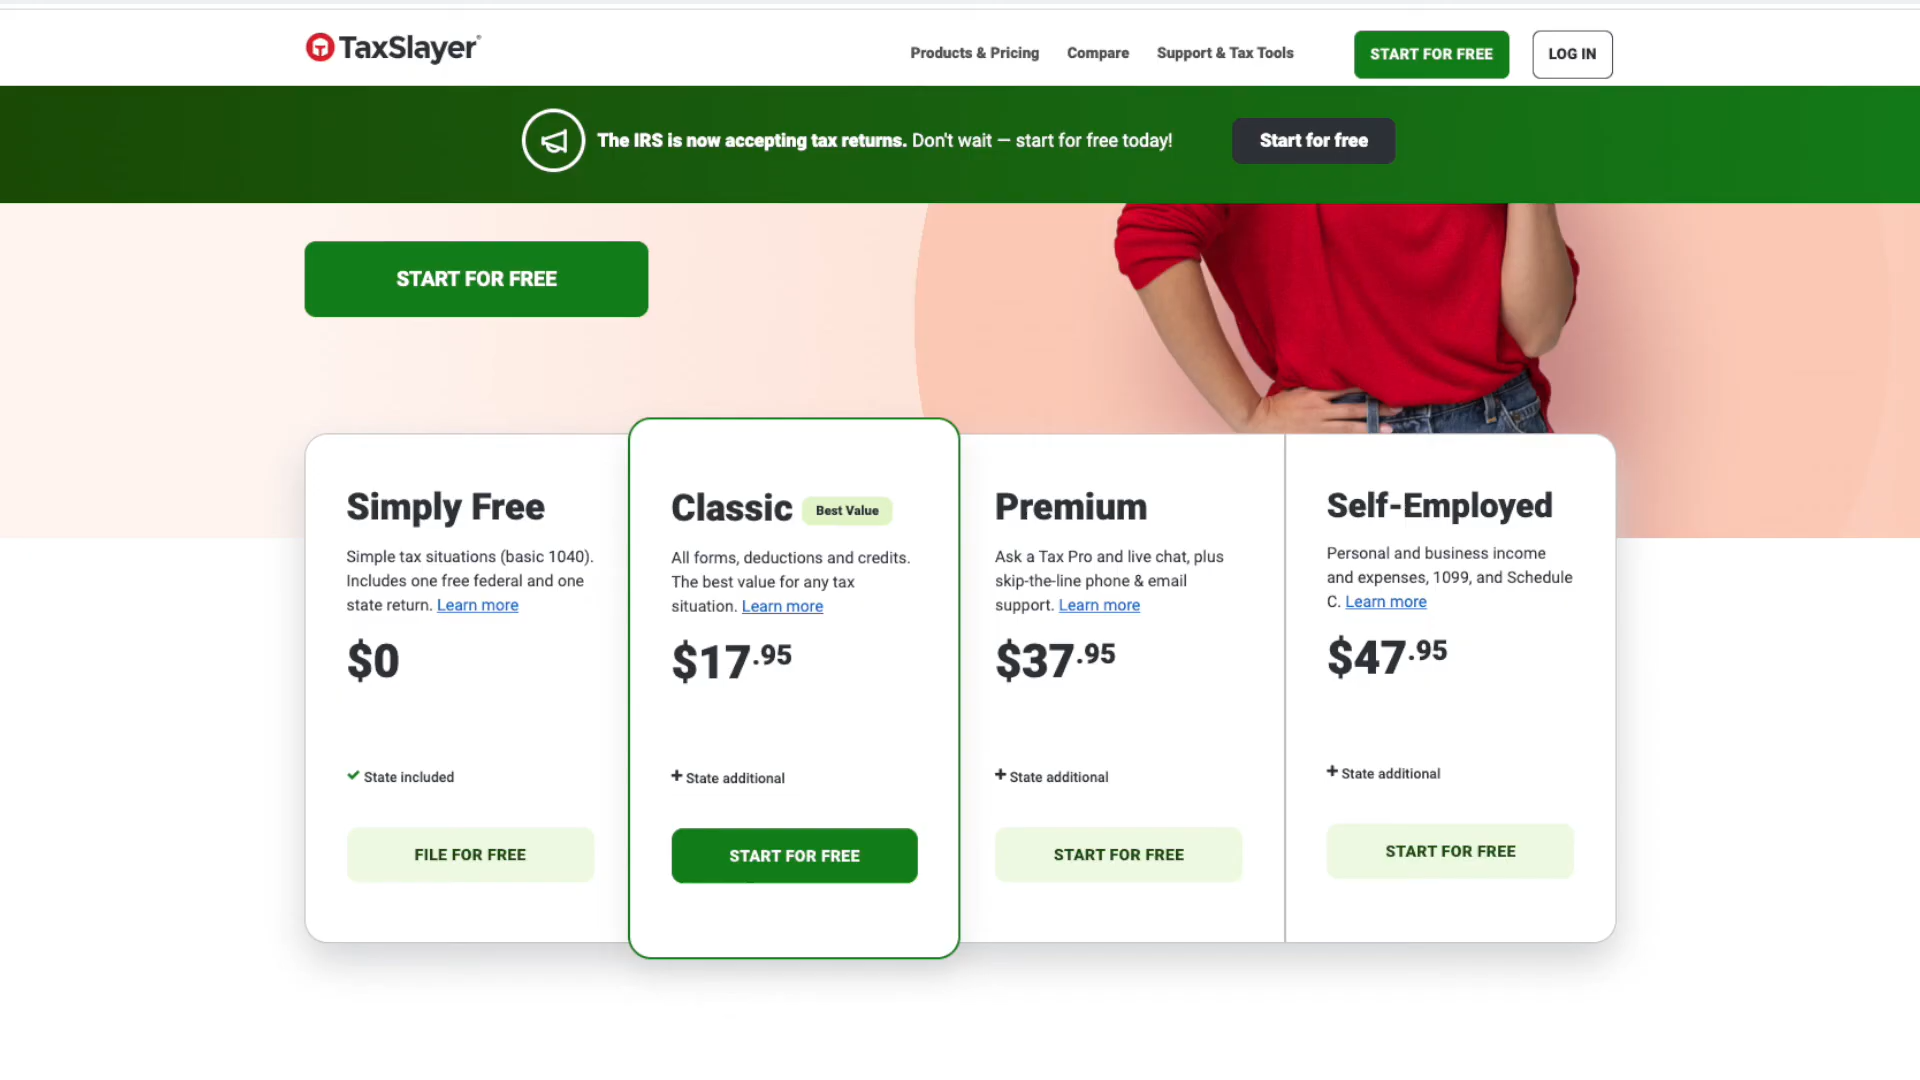 TaxSlayer®
Products & Pricing
Compare
Support & Tax Tools
START FOR FREE
LOG IN
The IRS is now accepting tax returns. Don't wait — start for free today!
Start for free
START FOR FREE
Simply Free
Simple tax situations (basic 1040).
Includes one free federal and one
state return. Learn more
$0
State included
FILE FOR FREE
Classic
Best Value
All forms, deductions and credits.
The best value for any tax
situation. Learn more
$17.95
+ State additional
START FOR FREE
Premium
Ask a Tax Pro and live chat, plus
skip-the-line phone & email
support. Learn more
$37.95
+ State additional
START FOR FREE
Self-Employed
Personal and business income
and expenses, 1099, and Schedule
C. Learn more
$47.95
+ State additional
START FOR FREE